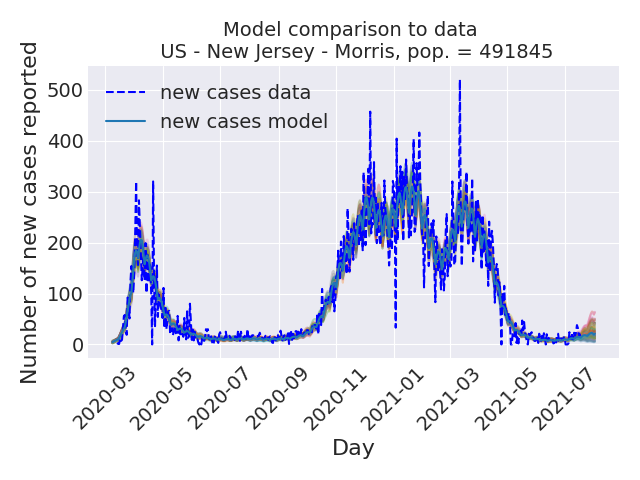 Model comparison to data
US - New Jersey - Morris, pop. = 491845
Number of new cases reported
500
400
300
200
100
0
new cases data
new cases model
2020-03
2020-05
2020-07
2020-09
2020-11
2021-01
2021-03
2021-05
2021-07
Day